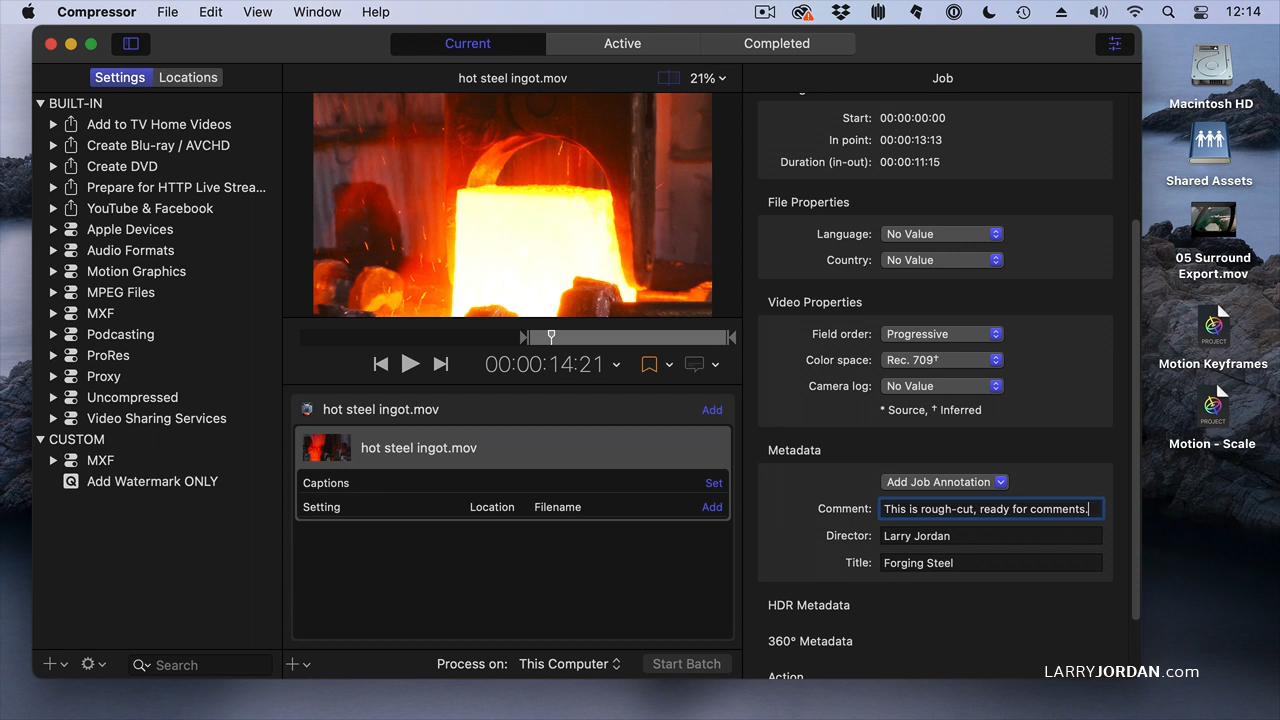 Compressor File Edit View Window Help 12:14
Current Active Completed
Settings Locations
BUILT-IN
Add to TV Home Videos
Create Blu-ray / AVCHD
Create DVD
Prepare for HTTP Live Strea...
YouTube & Facebook
Apple Devices
Audio Formats
Motion Graphics
MPEG Files
MXF
Podcasting
ProRes
Proxy
Uncompressed
Video Sharing Services
CUSTOM
MXF
Add Watermark ONLY
Search
hot steel ingot.mov 21%
00:00:14:21
hot steel ingot.mov Add
hot steel ingot.mov
Captions Set
Setting Location Filename Add
Process on: This Computer Start Batch
Job
Start: 00:00:00:00
In point: 00:00:13:13
Duration (in-out): 00:00:11:15
File Properties
Language: No Value
Country: No Value
Video Properties
Field order: Progressive
Color space: Rec. 709†
Camera log: No Value
* Source, † Inferred
Metadata
Add Job Annotation
Comment: This is rough-cut, ready for comments.
Director: Larry Jordan
Title: Forging Steel
HDR Metadata
360° Metadata
Action
Macintosh HD
Shared Assets
05 Surround
Export.mov
PROJECT
Motion Keyframes
PROJECT
Motion - Scale
LARRYJORDAN.com